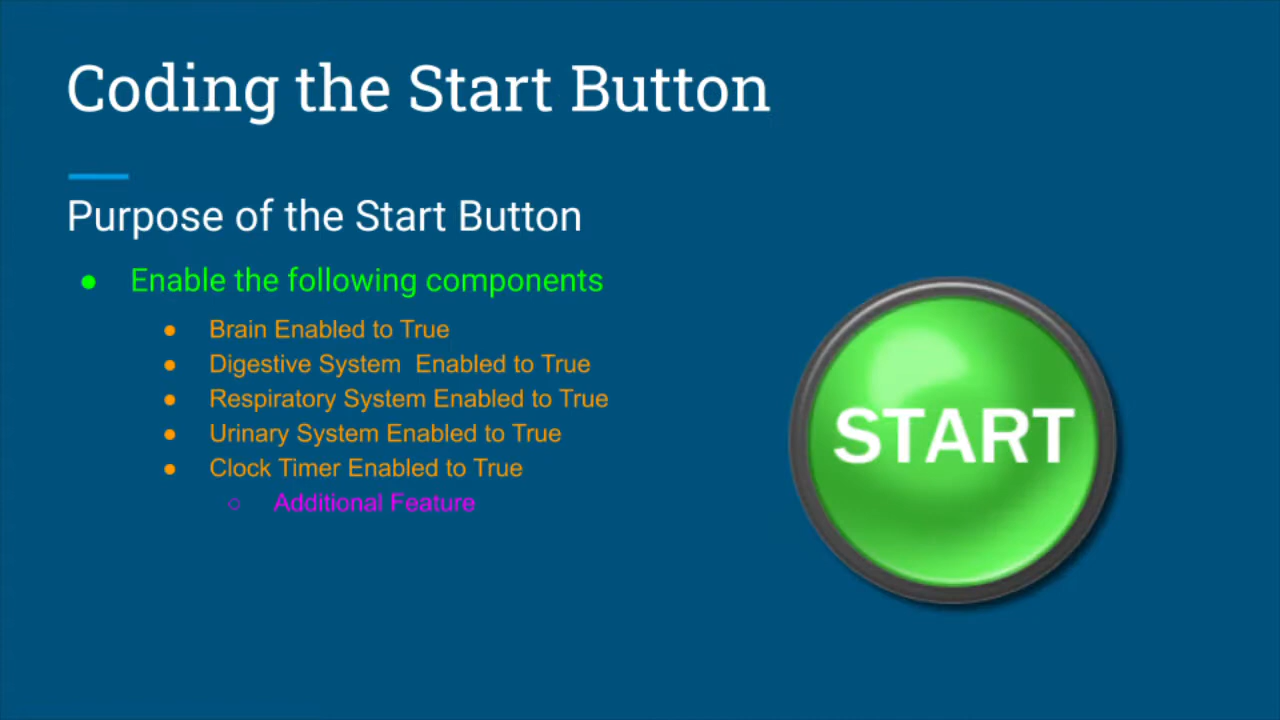 Coding the Start Button
Purpose of the Start Button
● Enable the following components
● Brain Enabled to True
● Digestive System  Enabled to True
● Respiratory System Enabled to True
● Urinary System Enabled to True
● Clock Timer Enabled to True
○ Additional Feature
START